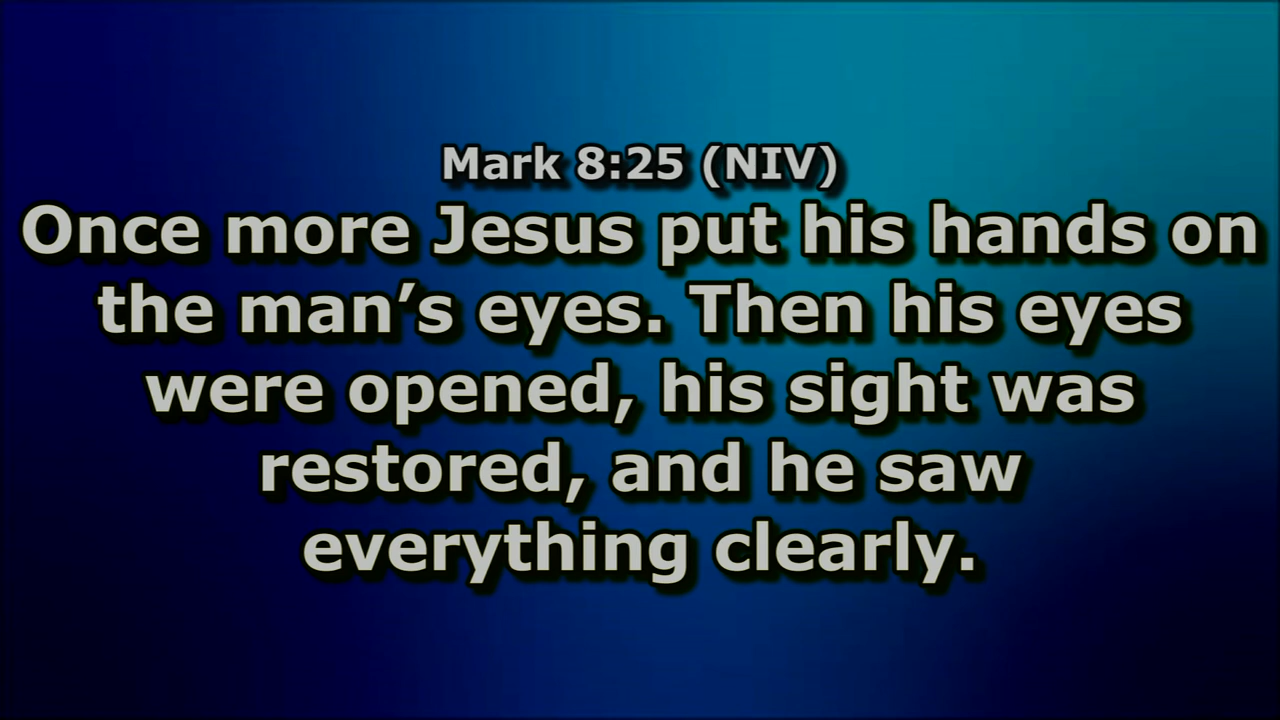 Mark 8:25 (NIV)
Once more Jesus put his hands on
the man’s eyes. Then his eyes
were opened, his sight was
restored, and he saw
everything clearly.